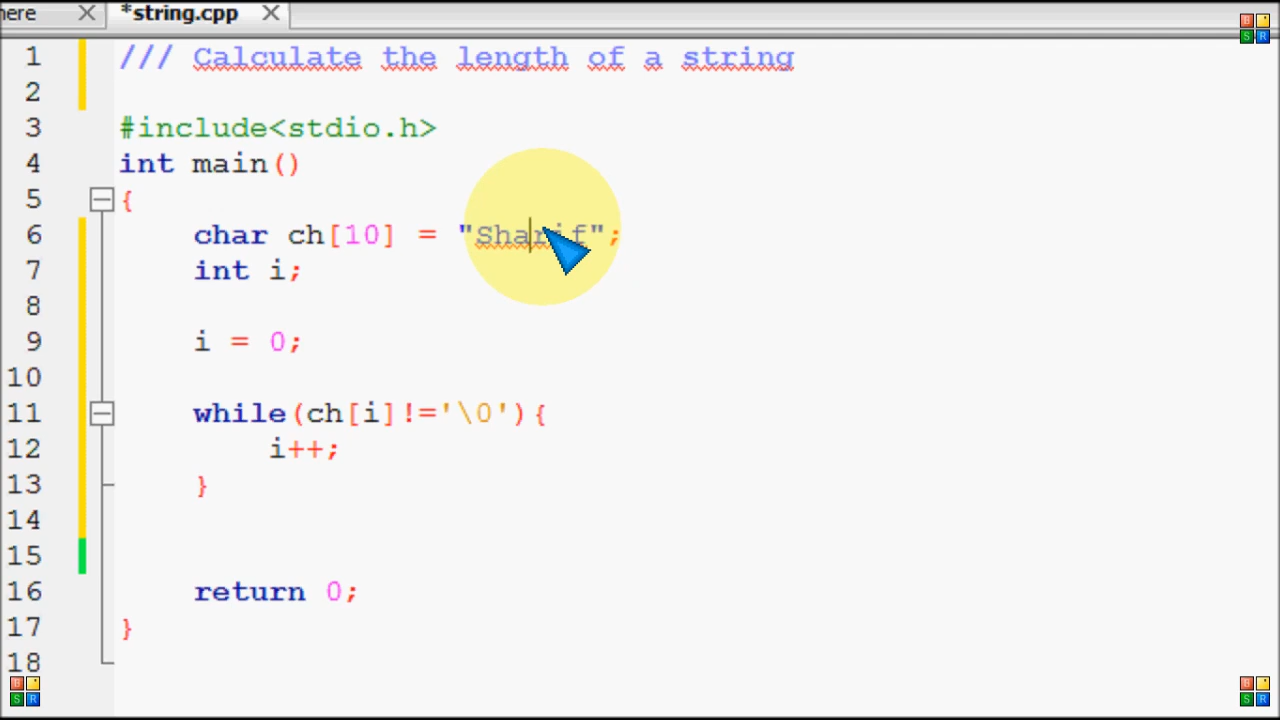 here
*string.cpp
1 /// Calculate the length of a string
2
3 #include<stdio.h>
4 int main()
5 {
6 char ch[10] = "Sharif";
7 int i;
8
9 i = 0;
10
11 while(ch[i]!='\0'){
12 i++;
13 }
14
15
16 return 0;
17 }
18